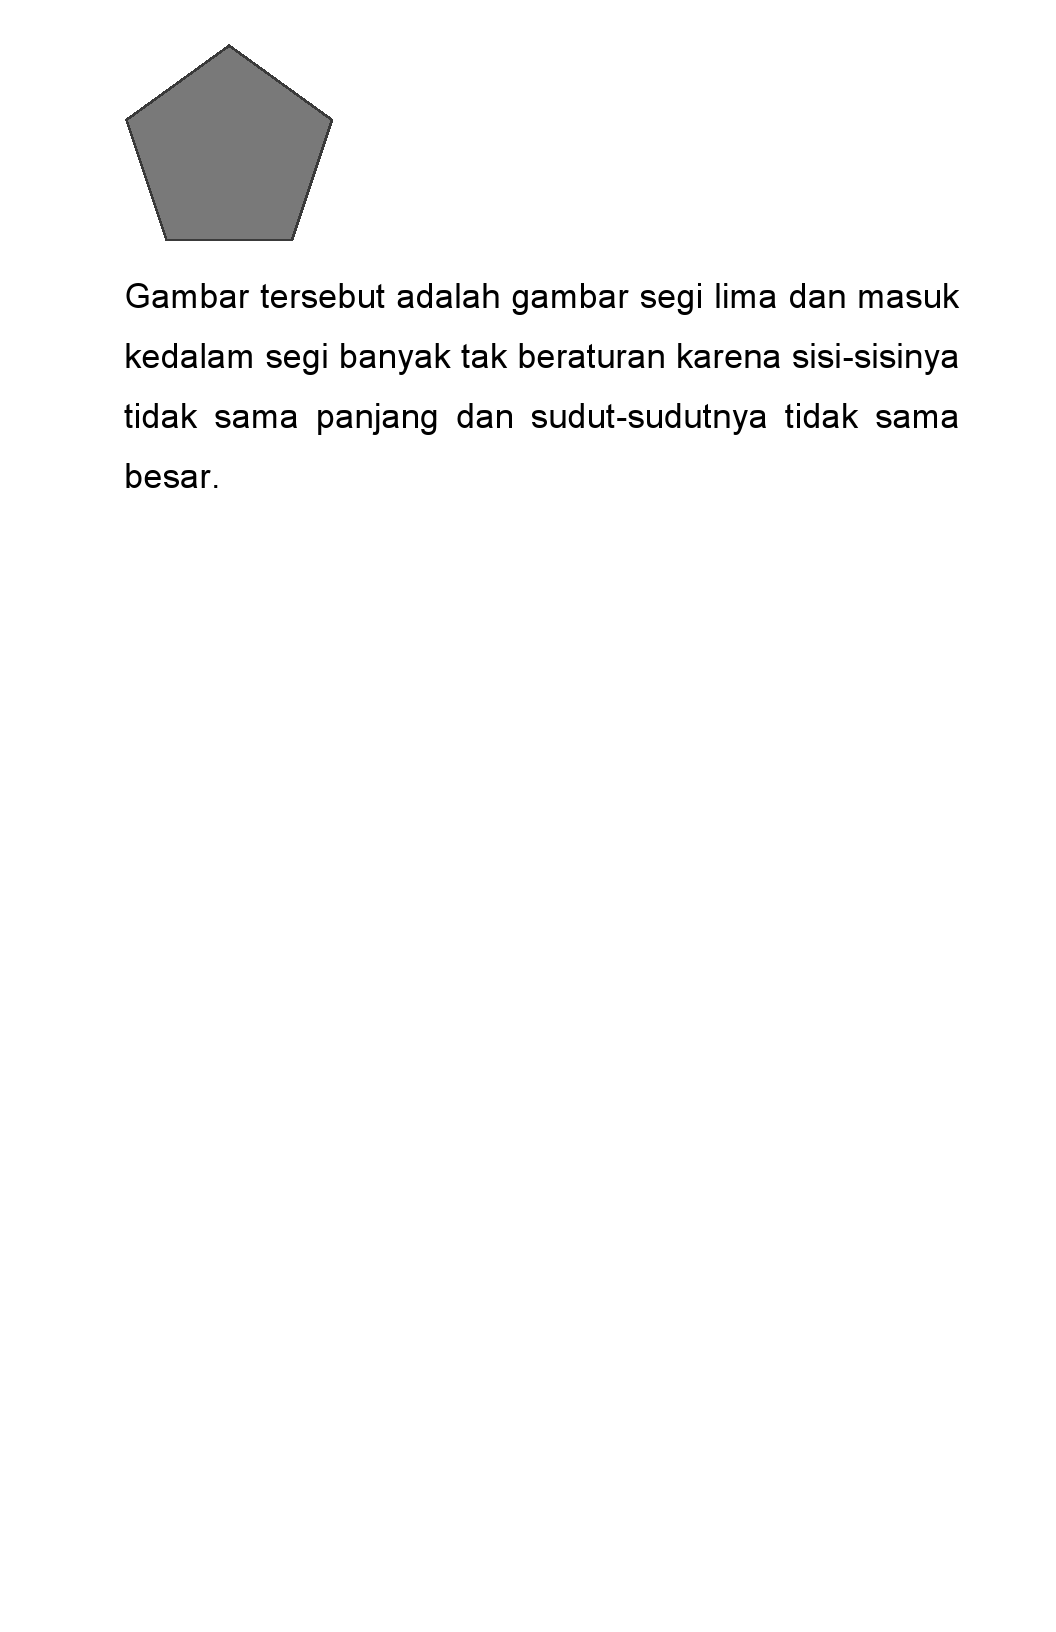 Gambar tersebut adalah gambar segi lima dan masuk
kedalam segi banyak tak beraturan karena sisi-sisinya
tidak sama panjang dan sudut-sudutnya tidak sama
besar.